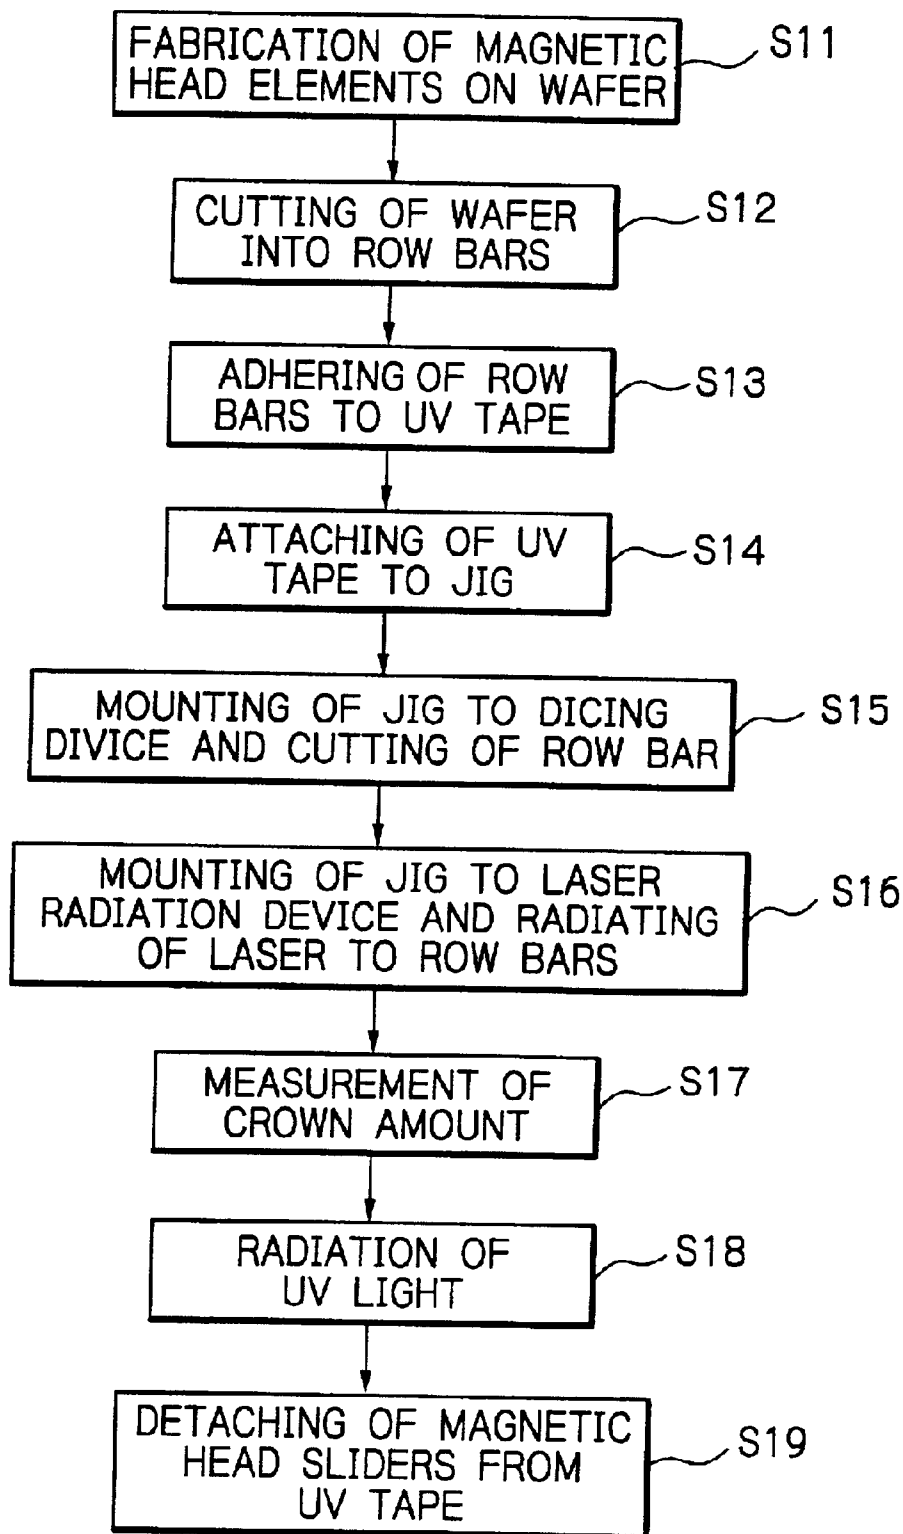 FABRICATION OF MAGNETIC
HEAD ELEMENTS ON WAFER
S11
CUTTING OF WAFER
INTO ROW BARS
S12
ADHERING OF ROW
BARS TO UV TAPE
S13
ATTACHING OF UV
TAPE TO JIG
S14
MOUNTING OF JIG TO DICING
DIVICE AND CUTTING OF ROW BAR
S15
MOUNTING OF JIG TO LASER
RADIATION DEVICE AND RADIATING
OF LASER TO ROW BARS
S16
MEASUREMENT OF
CROWN AMOUNT
S17
RADIATION OF
UV LIGHT
S18
DETACHING OF MAGNETIC
HEAD SLIDERS FROM
UV TAPE
S19